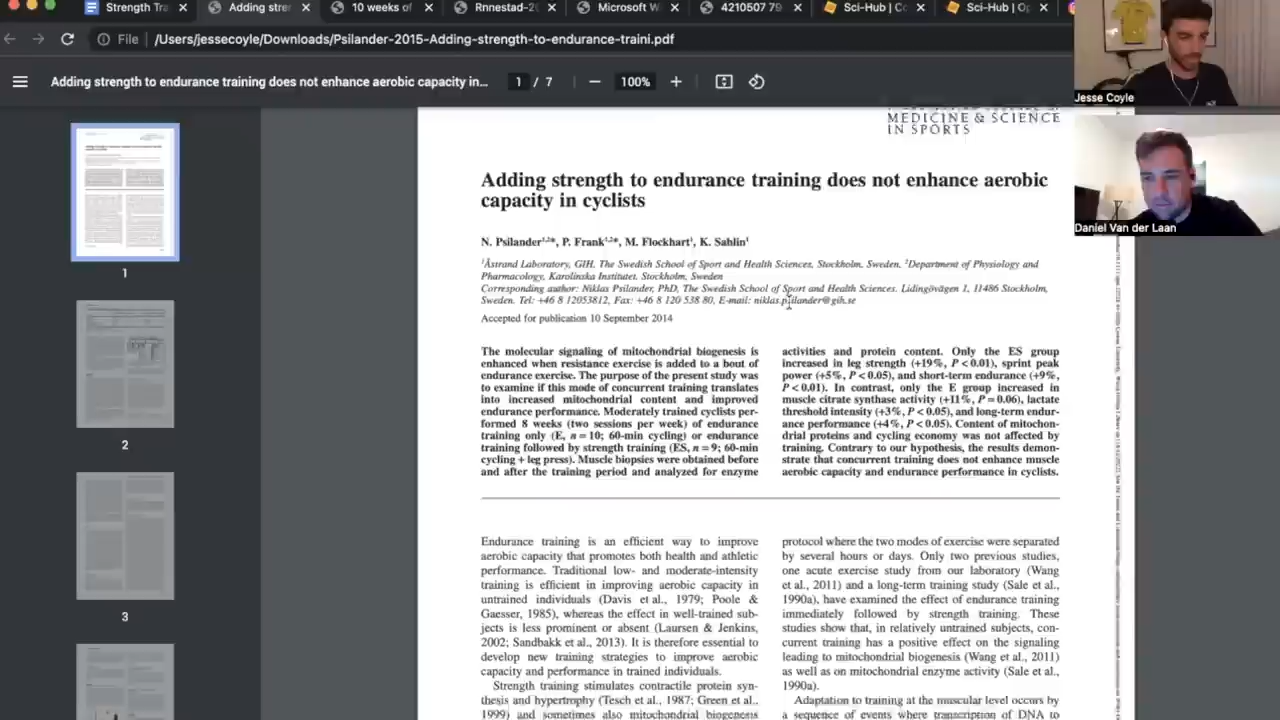 Strength Tra
Adding stren
10 weeks of
Rnnestad-20
Microsoft W
4210507 79
Sci-Hub | C
Sci-Hub | O
File
/Users/jessecoyle/Downloads/Psilander-2015-Adding-strength-to-endurance-traini.pdf
Adding strength to endurance training does not enhance aerobic capacity in...
1 / 7
100%
Jesse Coyle
Daniel Van der Laan
1
2
3
MEDICINE & SCIENCE
IN SPORTS
Adding strength to endurance training does not enhance aerobic
capacity in cyclists
N. Psilander1,2*, P. Frank1,2*, M. Flockhart1, K. Sahlin1
1Åstrand Laboratory, GIH, The Swedish School of Sport and Health Sciences, Stockholm, Sweden, 2Department of Physiology and
Pharmacology, Karolinska Institutet, Stockholm, Sweden
Corresponding author: Niklas Psilander, PhD, The Swedish School of Sport and Health Sciences. Lidingövägen 1, 11486 Stockholm,
Sweden. Tel: +46 8 12053812, Fax: +46 8 120 538 80, E-mail: niklas.psilander@gih.se
Accepted for publication 10 September 2014
The molecular signaling of mitochondrial biogenesis is
enhanced when resistance exercise is added to a bout of
endurance exercise. The purpose of the present study was
to examine if this mode of concurrent training translates
into increased mitochondrial content and improved
endurance performance. Moderately trained cyclists per-
formed 8 weeks (two sessions per week) of endurance
training only (E, n = 10; 60-min cycling) or endurance
training followed by strength training (ES, n = 9; 60-min
cycling + leg press). Muscle biopsies were obtained before
and after the training period and analyzed for enzyme
activities and protein content. Only the ES group
increased in leg strength (+19%, P < 0.01), sprint peak
power (+5%, P < 0.05), and short-term endurance (+9%,
P < 0.01). In contrast, only the E group increased in
muscle citrate synthase activity (+11%, P = 0.06), lactate
threshold intensity (+3%, P < 0.05), and long-term endur-
ance performance (+4%, P < 0.05). Content of mitochon-
drial proteins and cycling economy was not affected by
training. Contrary to our hypothesis, the results demon-
strate that concurrent training does not enhance muscle
aerobic capacity and endurance performance in cyclists.
Endurance training is an efficient way to improve
aerobic capacity that promotes both health and athletic
performance. Traditional low- and moderate-intensity
training is efficient in improving aerobic capacity in
untrained individuals (Davis et al., 1979; Poole &
Gaesser, 1985), whereas the effect in well-trained sub-
jects is less prominent or absent (Laursen & Jenkins,
2002; Sandbakk et al., 2013). It is therefore essential to
develop new training strategies to improve aerobic
capacity and performance in trained individuals.
Strength training stimulates contractile protein syn-
thesis and hypertrophy (Tesch et al., 1987; Green et al.,
1999) and sometimes also mitochondrial biogenesis
protocol where the two modes of exercise were separated
by several hours or days. Only two previous studies,
one acute exercise study from our laboratory (Wang
et al., 2011) and a long-term training study (Sale et al.,
1990a), have examined the effect of endurance training
immediately followed by strength training. These
studies show that, in relatively untrained subjects, con-
current training has a positive effect on the signaling
leading to mitochondrial biogenesis (Wang et al., 2011)
as well as on mitochondrial enzyme activity (Sale et al.,
1990a).
Adaptation to training at the muscular level occurs by
a sequence of events where transcription of DNA to